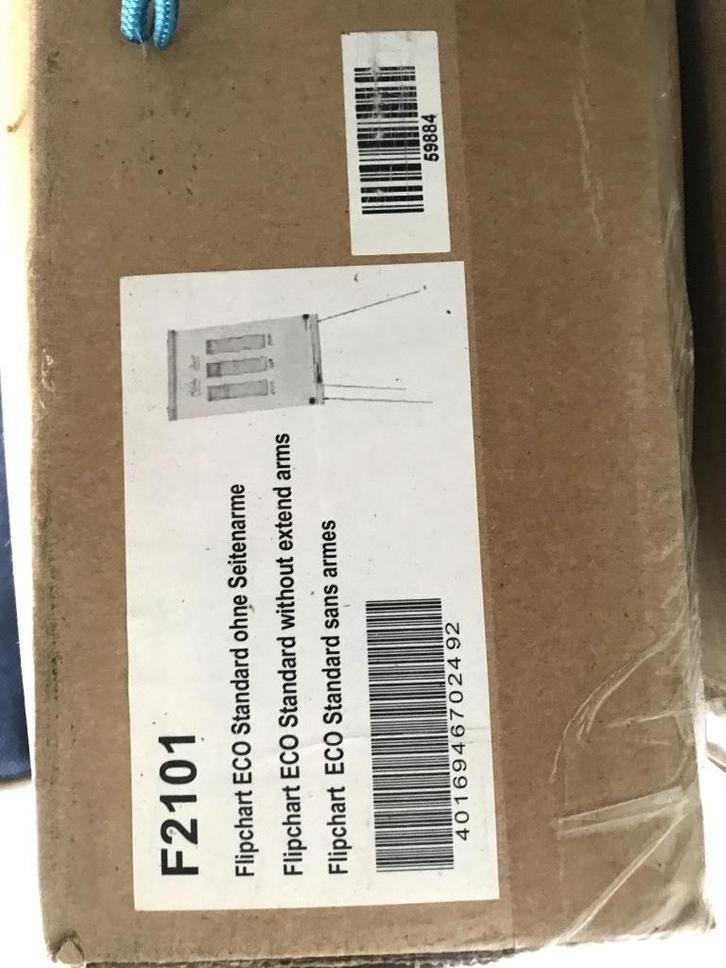 F2101
Flipchart ECO Standard ohne Seitenarme
Flipchart ECO Standard without extend arms
Flipchart ECO Standard sans armes
4016946702492
59884